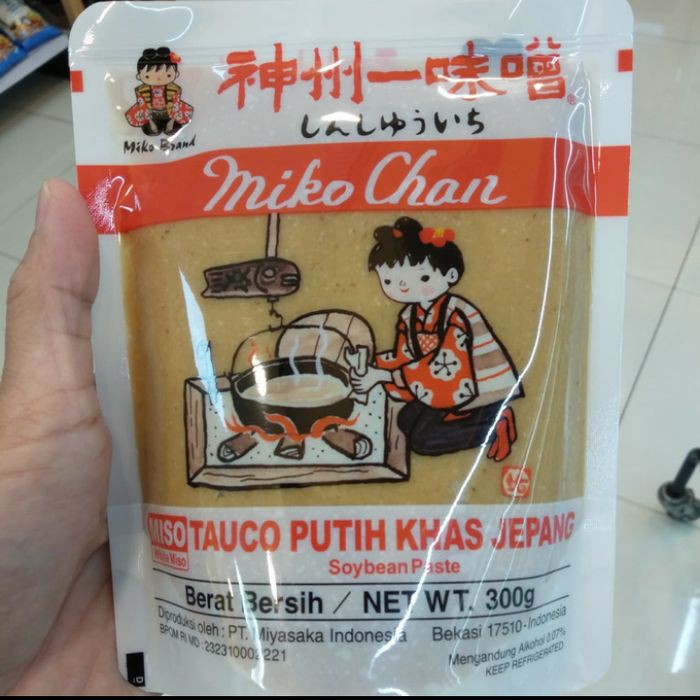 神州一味噌®
しんしゅういち
Miko Brand
Miko Chan
MISO TAUCO PUTIH KHAS JEPANG
White Miso
Soybean Paste
Berat Bersih / NET WT. 300g
Diproduksi oleh : PT. Miyasaka Indonesia Bekasi 17510-Indonesia
BPOM RI MD : 232310002221
Mengandung Alkohol 0.07%
KEEP REFRIGERATED